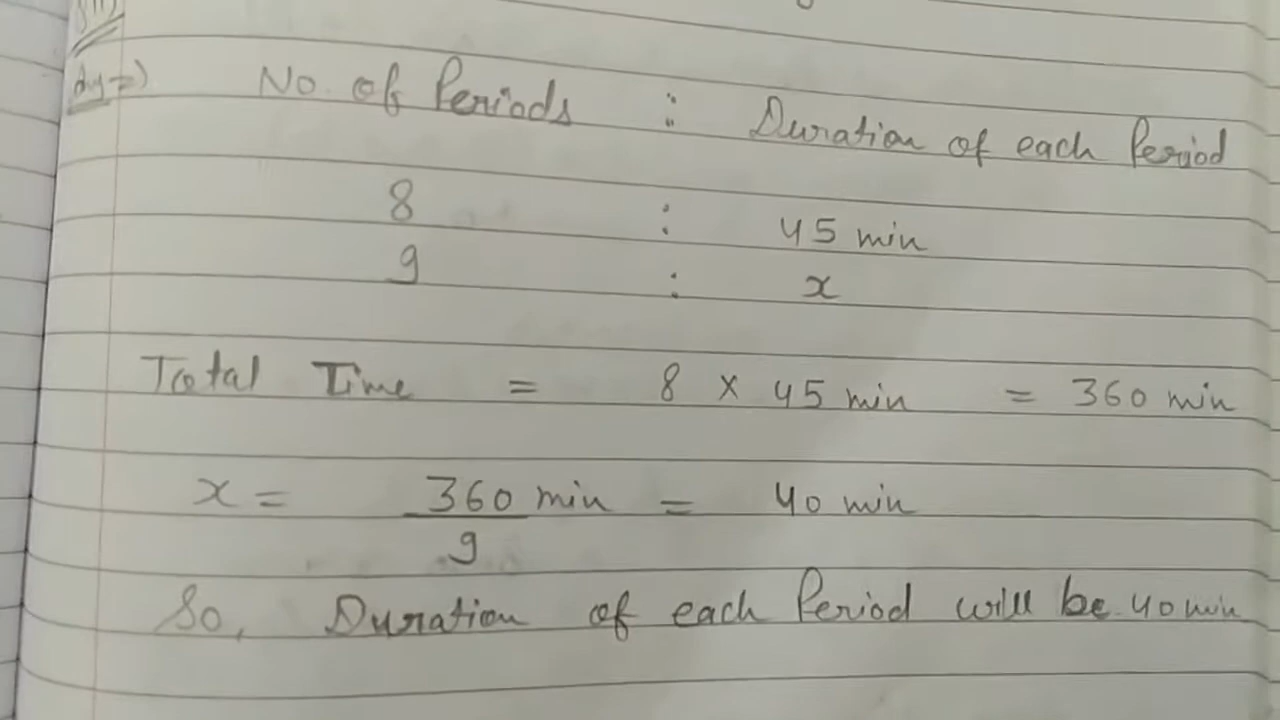 No. of Periods : Duration of each Period
8 : 45 min
9 : x
Total Time = 8 × 45 min = 360 min
x = 360 min = 40 min
9
So, Duration of each Period will be 40 min